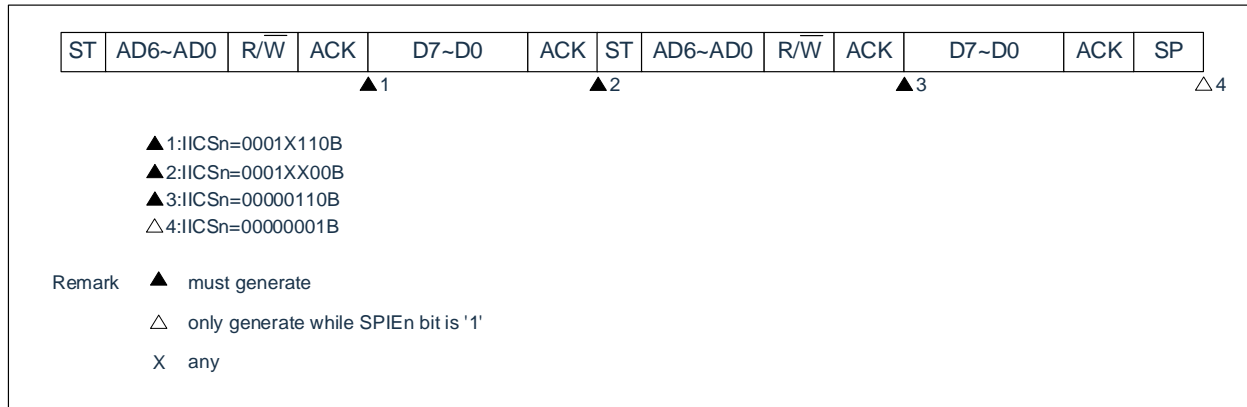 ST AD6~AD0 R/W̅ ACK D7~D0 ACK ST AD6~AD0 R/W̅ ACK D7~D0 ACK SP
▲1 ▲2 ▲3 △4
▲1:IICSn=0001X110B
▲2:IICSn=0001XX00B
▲3:IICSn=00000110B
△4:IICSn=00000001B
Remark ▲ must generate
△ only generate while SPIEn bit is '1'
X any